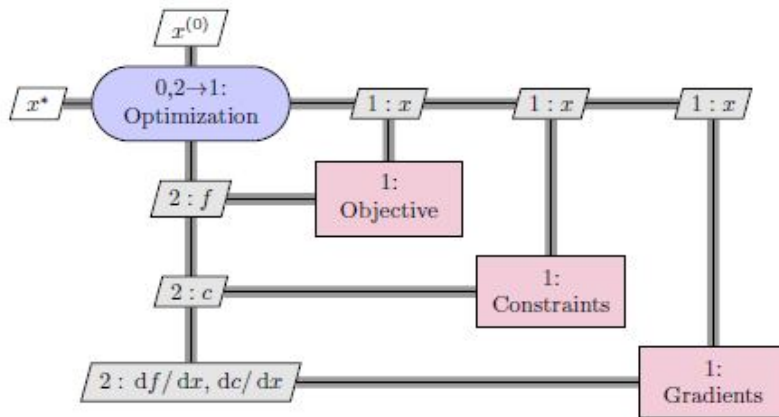 x^{(0)}
x*
0,2→1:
Optimization
1 : x
1 : x
1 : x
2 : f
1:
Objective
2 : c
1:
Constraints
2 : df/ dx, dc/ dx
1:
Gradients